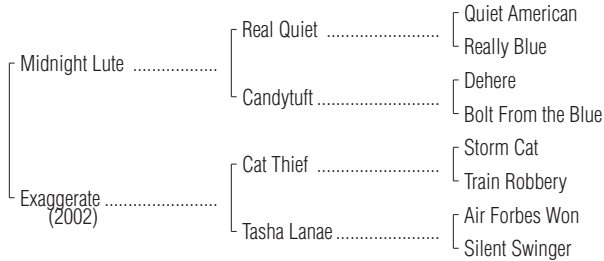 Quiet American
Real Quiet ........................
Really Blue
Midnight Lute ..................
Dehere
Candytuft ..........................
Bolt From the Blue
Storm Cat
Cat Thief ..........................
Train Robbery
Exaggerate ........................
(2002)
Air Forbes Won
Tasha Lanae ......................
Silent Swinger